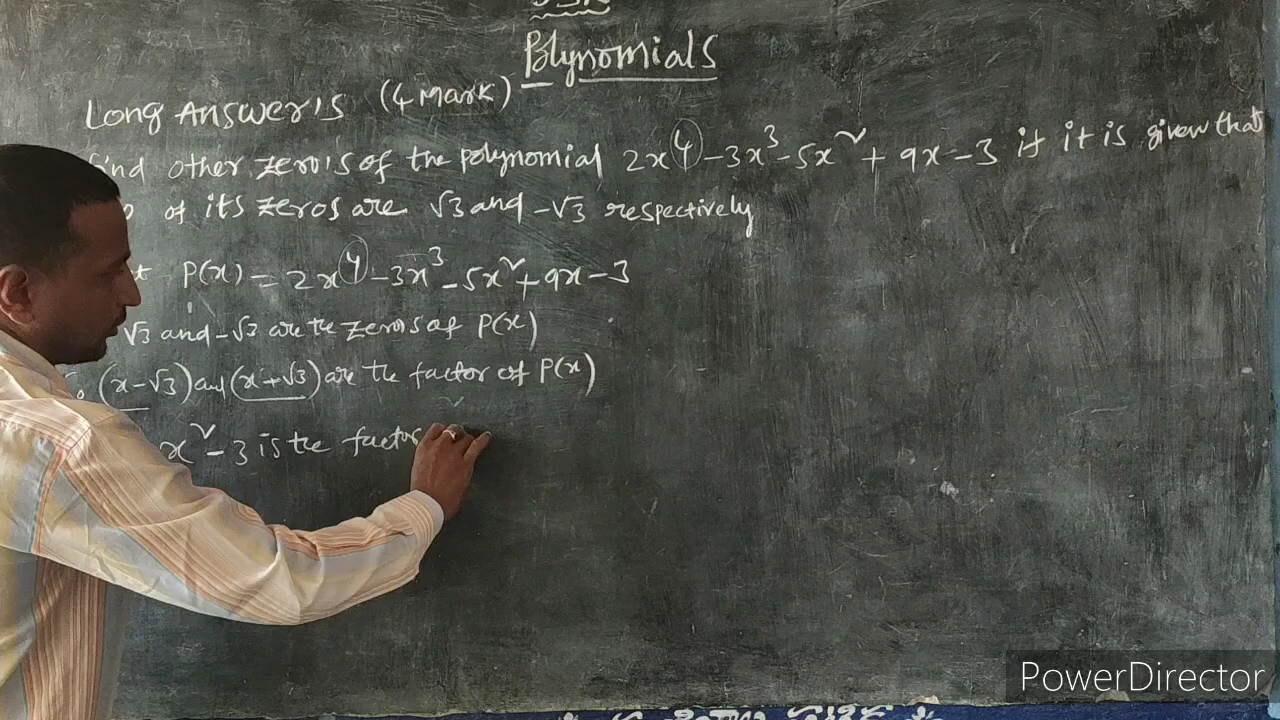 Polynomials
Long Answers (4 Mark)
find other zeros of the polynomial 2x⁴-3x³-5x²+9x-3 if it is given that
of its zeros are √3 and -√3 respectively
P(x) = 2x⁴-3x³-5x²+9x-3
√3 and -√3 are the zeros of P(x)
(x-√3) and (x+√3) are the factor of P(x)
x²-3 is the factor
PowerDirector